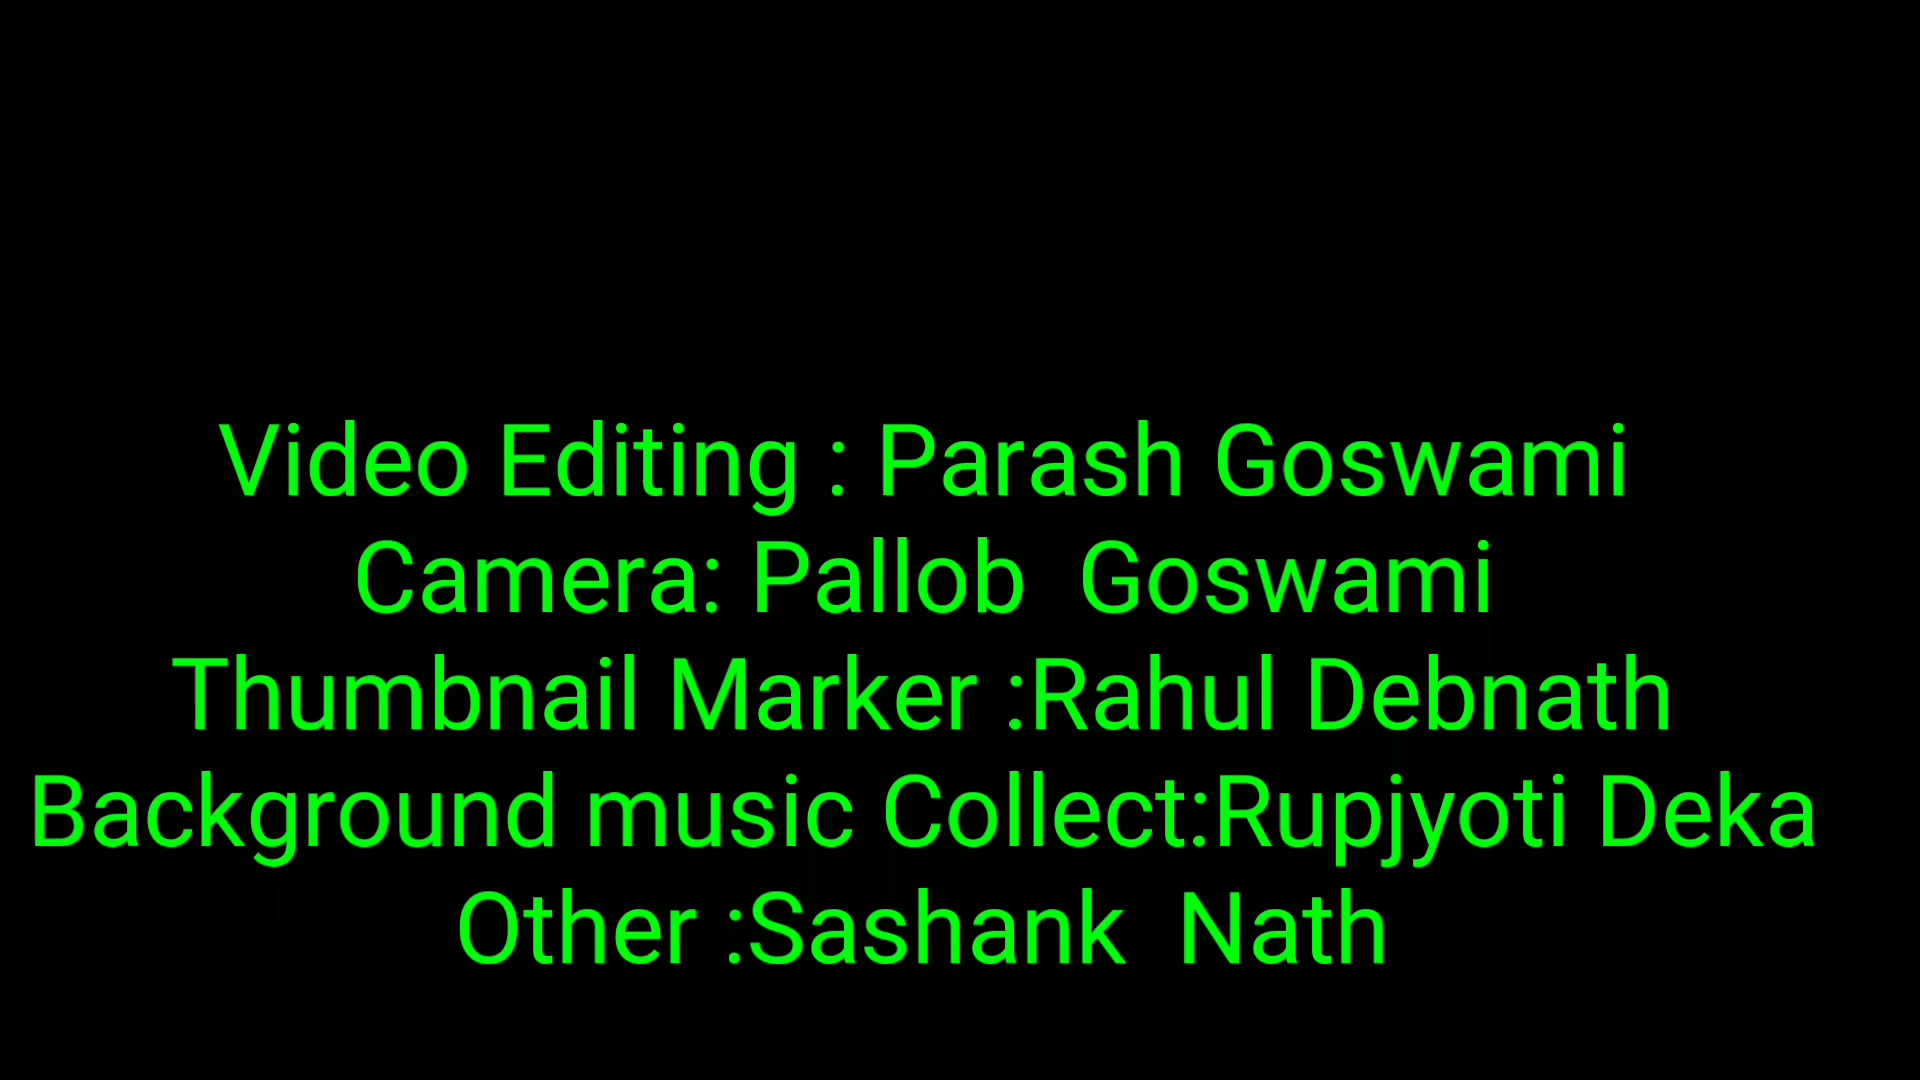 Video Editing : Parash Goswami
Camera: Pallob  Goswami
Thumbnail Marker :Rahul Debnath
Background music Collect:Rupjyoti Deka
Other :Sashank  Nath